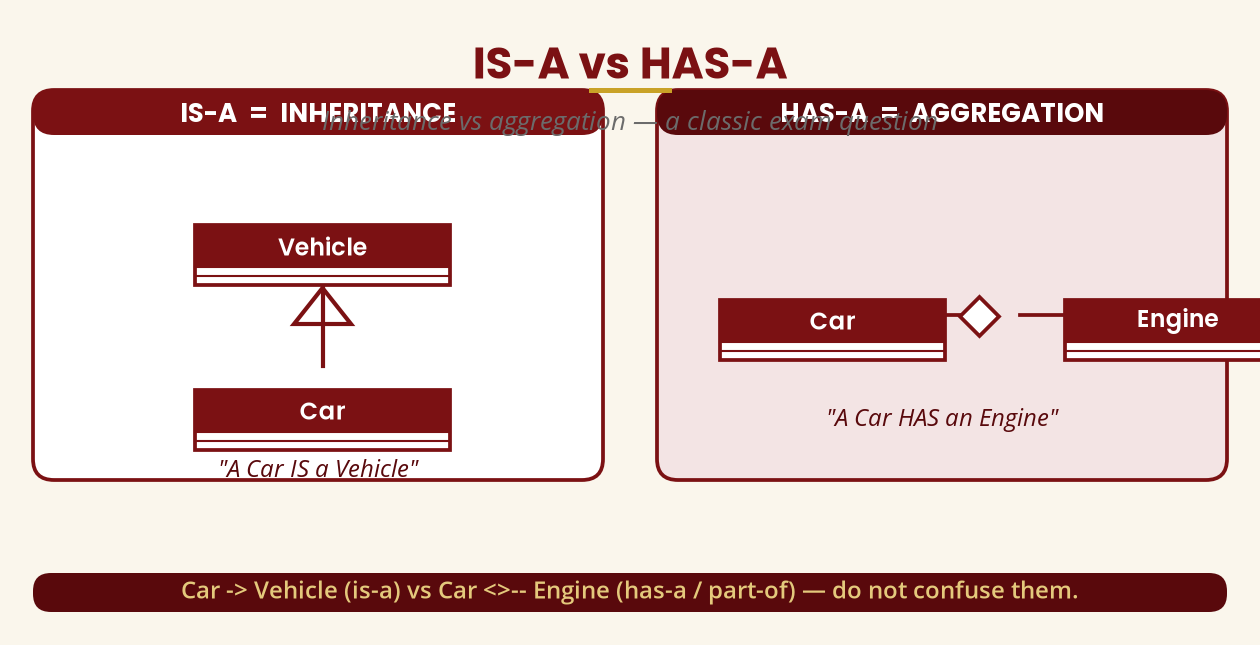 IS-A vs HAS-A
Inheritance vs aggregation — a classic exam question
IS-A = INHERITANCE
Vehicle
Car
"A Car IS a Vehicle"
HAS-A = AGGREGATION
Car
Engine
"A Car HAS an Engine"
Car -> Vehicle (is-a) vs Car <>-- Engine (has-a / part-of) — do not confuse them.